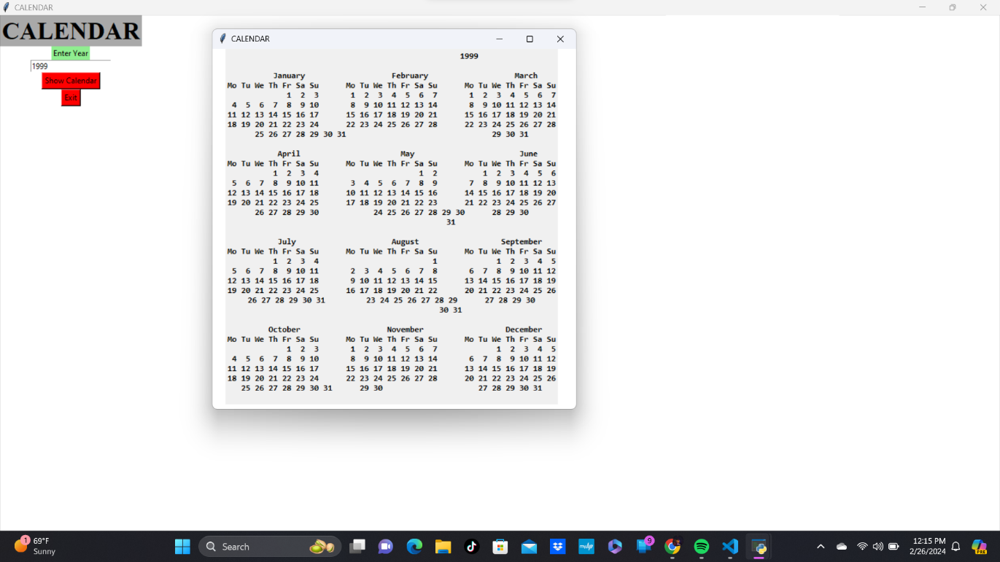 CALENDAR
CALENDAR
Enter Year
1999
Show Calendar
Exit
CALENDAR
1999
January February March
Mo Tu We Th Fr Sa Su Mo Tu We Th Fr Sa Su Mo Tu We Th Fr Sa Su
1 2 3 1 2 3 4 5 6 7 1 2 3 4 5 6 7
4 5 6 7 8 9 10 8 9 10 11 12 13 14 8 9 10 11 12 13 14
11 12 13 14 15 16 17 15 16 17 18 19 20 21 15 16 17 18 19 20 21
18 19 20 21 22 23 24 22 23 24 25 26 27 28 22 23 24 25 26 27 28
25 26 27 28 29 30 31 29 30 31
April May June
Mo Tu We Th Fr Sa Su Mo Tu We Th Fr Sa Su Mo Tu We Th Fr Sa Su
1 2 3 4 1 2 1 2 3 4 5 6
5 6 7 8 9 10 11 3 4 5 6 7 8 9 7 8 9 10 11 12 13
12 13 14 15 16 17 18 10 11 12 13 14 15 16 14 15 16 17 18 19 20
19 20 21 22 23 24 25 17 18 19 20 21 22 23 21 22 23 24 25 26 27
26 27 28 29 30 24 25 26 27 28 29 30 28 29 30
31
July August September
Mo Tu We Th Fr Sa Su Mo Tu We Th Fr Sa Su Mo Tu We Th Fr Sa Su
1 2 3 4 1 1 2 3 4 5
5 6 7 8 9 10 11 2 3 4 5 6 7 8 6 7 8 9 10 11 12
12 13 14 15 16 17 18 9 10 11 12 13 14 15 13 14 15 16 17 18 19
19 20 21 22 23 24 25 16 17 18 19 20 21 22 20 21 22 23 24 25 26
26 27 28 29 30 31 23 24 25 26 27 28 29 27 28 29 30
30 31
October November December
Mo Tu We Th Fr Sa Su Mo Tu We Th Fr Sa Su Mo Tu We Th Fr Sa Su
1 2 3 1 2 3 4 5 6 7 1 2 3 4 5
4 5 6 7 8 9 10 8 9 10 11 12 13 14 6 7 8 9 10 11 12
11 12 13 14 15 16 17 15 16 17 18 19 20 21 13 14 15 16 17 18 19
18 19 20 21 22 23 24 22 23 24 25 26 27 28 20 21 22 23 24 25 26
25 26 27 28 29 30 31 29 30 27 28 29 30 31
1
69°F
Sunny
Search
myhp
9
PRE
12:15 PM
2/26/2024